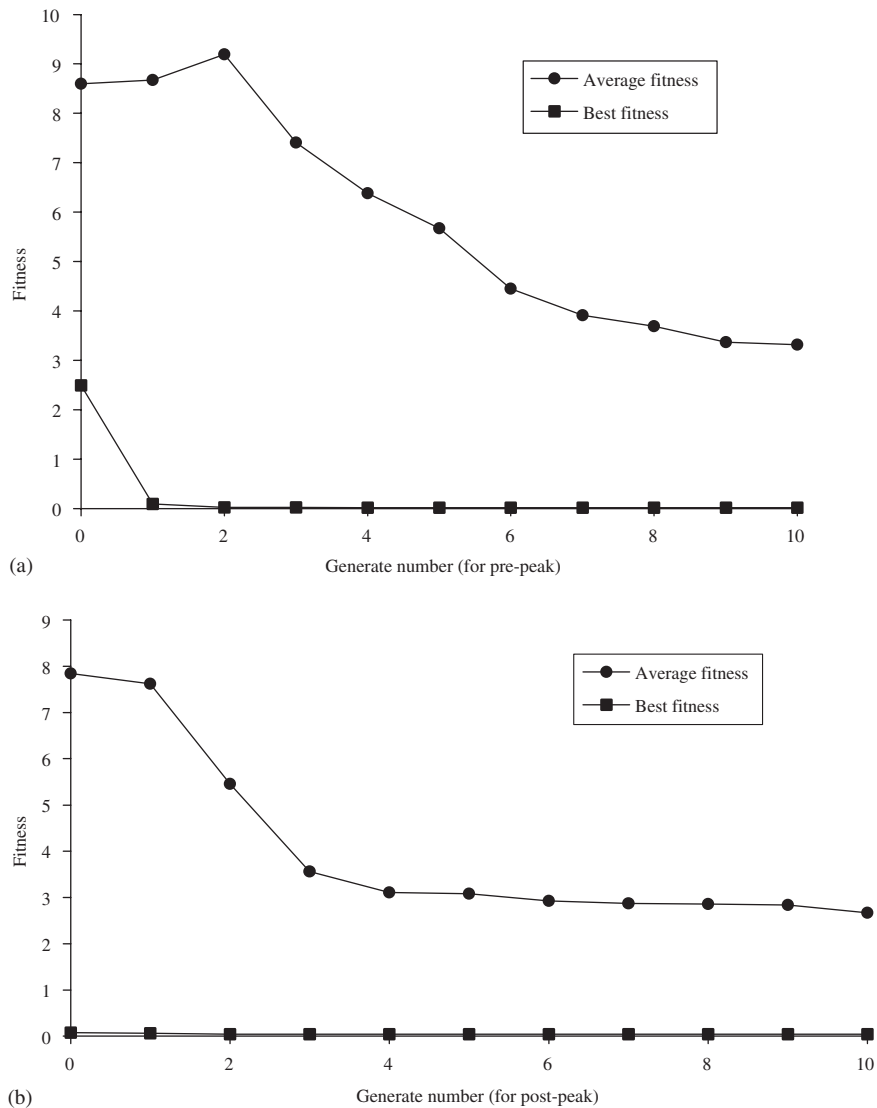 10
9
8
7
6
5
4
3
2
1
0
Fitness
Average fitness
Best fitness
0 2 4 6 8 10
(a) Generate number (for pre-peak)
9
8
7
6
5
4
3
2
1
0
Fitness
Average fitness
Best fitness
0 2 4 6 8 10
(b) Generate number (for post-peak)